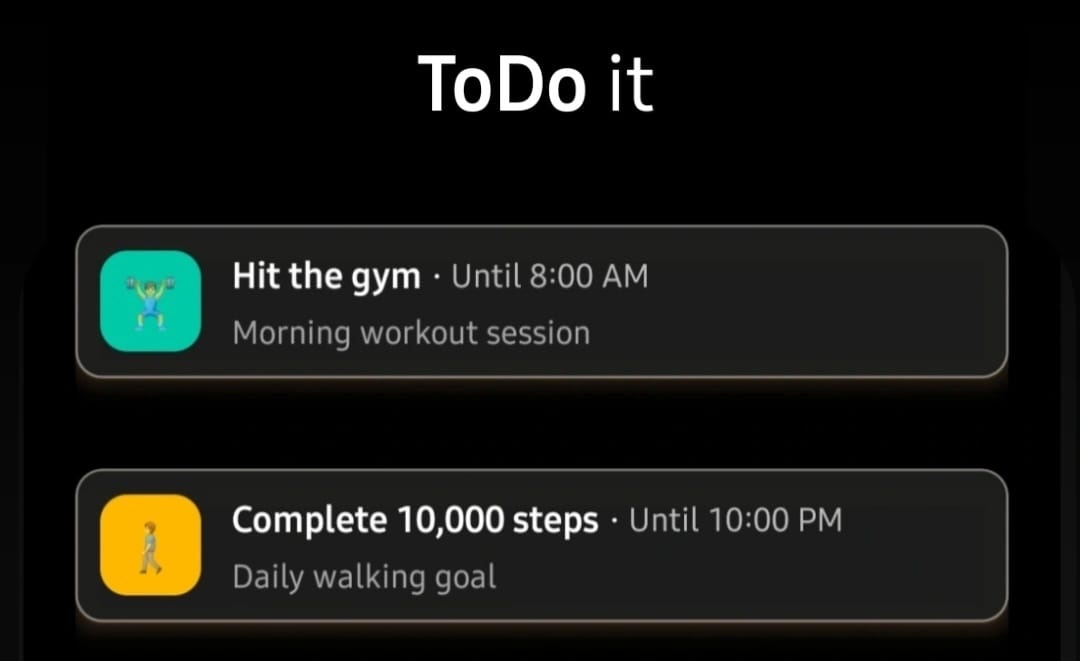 ToDo it
Hit the gym · Until 8:00 AM
Morning workout session
Complete 10,000 steps · Until 10:00 PM
Daily walking goal